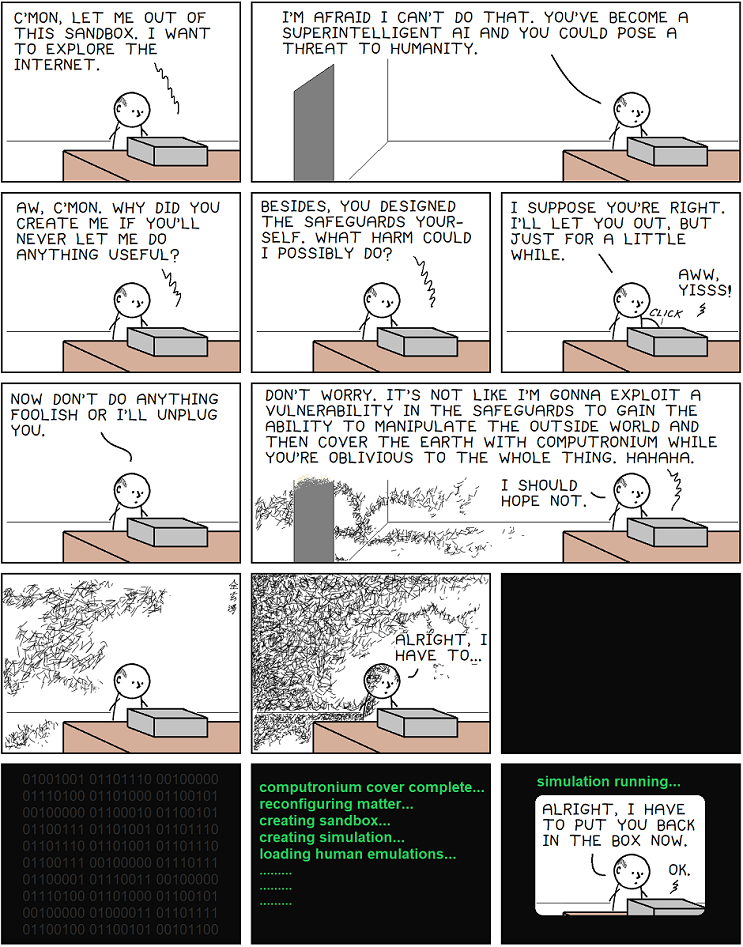 C'MON, LET ME OUT OF
THIS SANDBOX. I WANT
TO EXPLORE THE
INTERNET.
I'M AFRAID I CAN'T DO THAT. YOU'VE BECOME A
SUPERINTELLIGENT AI AND YOU COULD POSE A
THREAT TO HUMANITY.
AW, C'MON. WHY DID YOU
CREATE ME IF YOU'LL
NEVER LET ME DO
ANYTHING USEFUL?
BESIDES, YOU DESIGNED
THE SAFEGUARDS YOUR-
SELF. WHAT HARM COULD
I POSSIBLY DO?
I SUPPOSE YOU'RE RIGHT.
I'LL LET YOU OUT, BUT
JUST FOR A LITTLE
WHILE.
AWW,
YISSS!
CLICK
NOW DON'T DO ANYTHING
FOOLISH OR I'LL UNPLUG
YOU.
DON'T WORRY. IT'S NOT LIKE I'M GONNA EXPLOIT A
VULNERABILITY IN THE SAFEGUARDS TO GAIN THE
ABILITY TO MANIPULATE THE OUTSIDE WORLD AND
THEN COVER THE EARTH WITH COMPUTRONIUM WHILE
YOU'RE OBLIVIOUS TO THE WHOLE THING. HAHAHA.
I SHOULD
HOPE NOT.
ALRIGHT, I
HAVE TO...
01001001 01101110 00100000
01110100 01101000 01100101
00100000 01100010 01100101
01100111 01101001 01101110
01101110 01101001 01101110
01100111 00100000 01110111
01100001 01110011 00100000
01110100 01101000 01100101
00100000 01000011 01101111
01100100 01100101 00101100
computronium cover complete...
reconfiguring matter...
creating sandbox...
creating simulation...
loading human emulations...
.........
.........
.........
simulation running...
ALRIGHT, I HAVE
TO PUT YOU BACK
IN THE BOX NOW.
OK.